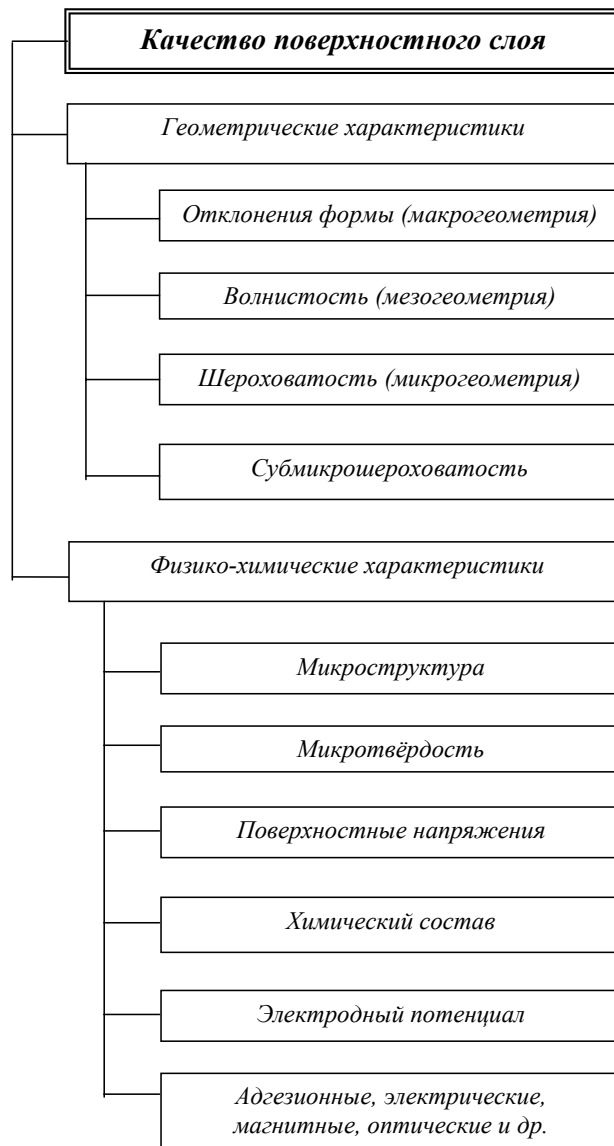 Качество поверхностного слоя
Геометрические характеристики
Отклонения формы (макрогеометрия)
Волнистость (мезогеометрия)
Шероховатость (микрогеометрия)
Субмикрошероховатость
Физико-химические характеристики
Микроструктура
Микротвёрдость
Поверхностные напряжения
Химический состав
Электродный потенциал
Адгезионные, электрические,
магнитные, оптические и др.